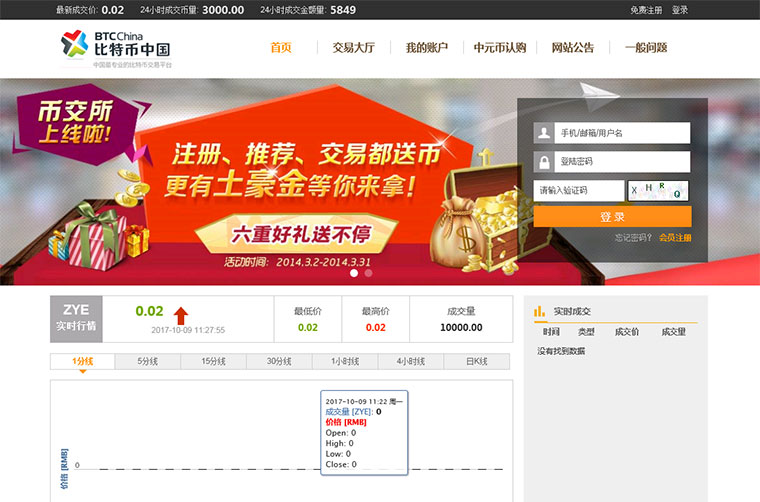 最新成交价: 0.02 24小时成交币量: 3000.00 24小时成交金额量: 5849 免费注册 登录
BTCChina
比特币中国
中国最专业的比特币交易平台
首页 交易大厅 我的账户 中元币认购 网站公告 一般问题
币交所
上线啦!
注册、推荐、交易都送币
更有土豪金等你来拿!
六重好礼送不停
活动时间: 2014.3.2-2014.3.31
手机/邮箱/用户名
登陆密码
请输入验证码 X H R Q
登 录
忘记密码? 会员注册
ZYE
实时行情
0.02
2017-10-09 11:27:55
最低价
0.02
最高价
0.02
成交量
10000.00
1分线 5分线 15分线 30分线 1小时线 4小时线 日K线
实时成交
时间 类型 成交价 成交量
没有找到数据
2017-10-09 11:22 周一
成交量 [ZYE]: 0
价格 [RMB]
Open: 0
High: 0
Low: 0
Close: 0
价格 [RMB]
0